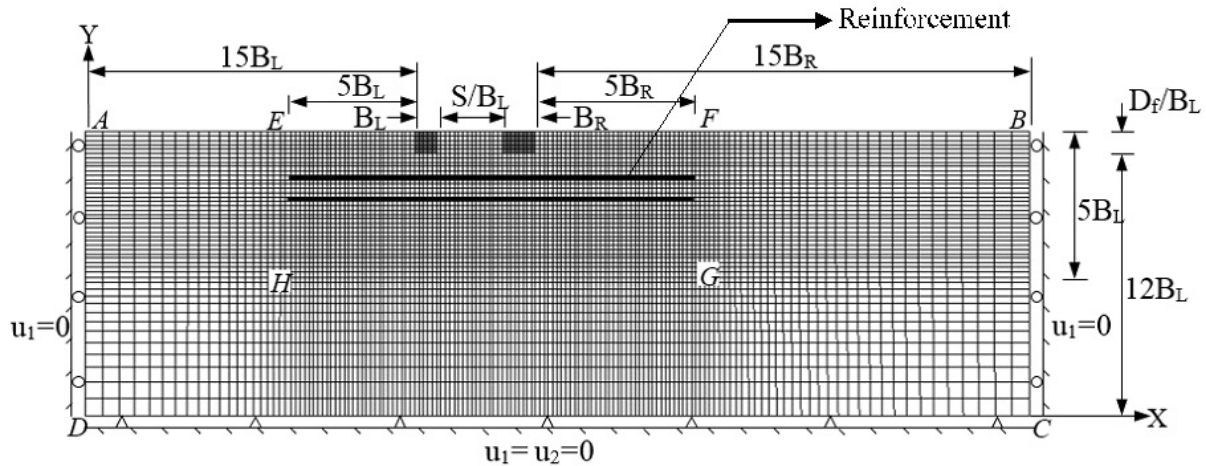 Reinforcement
Y
15B_L
15B_R
5B_L
S/B_L
5B_R
D_f/B_L
A
E
B_L
B_R
F
B
5B_L
H
G
12B_L
u_1=0
u_1=0
D
X
C
u_1= u_2=0